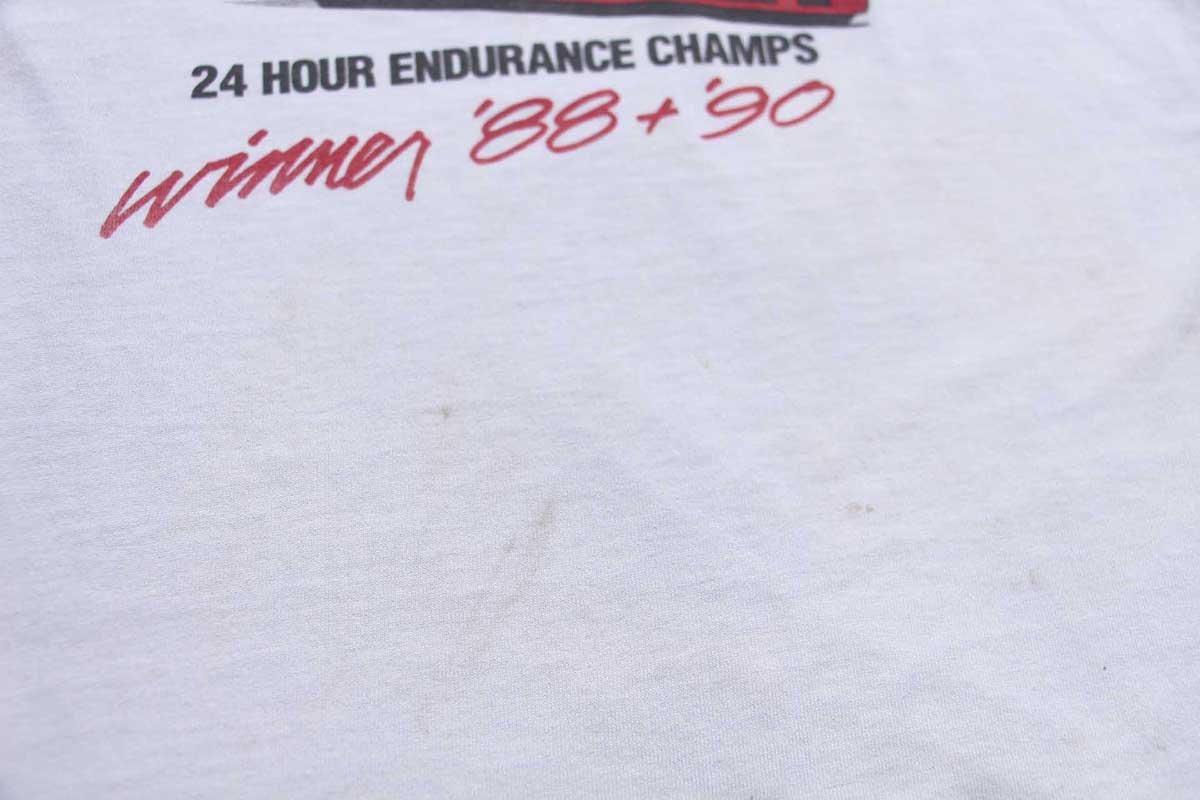 24 HOUR ENDURANCE CHAMPS
winner '88 + '90